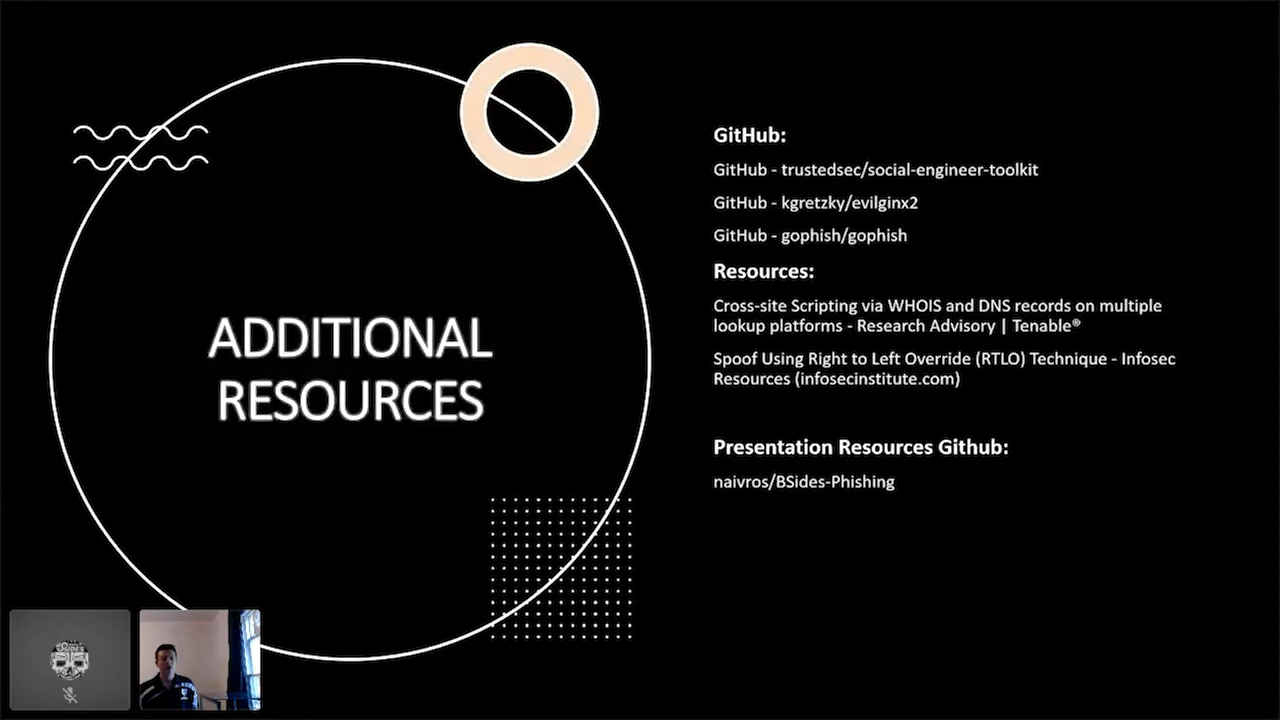 ADDITIONAL
RESOURCES
GitHub:
GitHub - trustedsec/social-engineer-toolkit
GitHub - kgretzky/evilginx2
GitHub - gophish/gophish
Resources:
Cross-site Scripting via WHOIS and DNS records on multiple
lookup platforms - Research Advisory | Tenable®
Spoof Using Right to Left Override (RTLO) Technique - Infosec
Resources (infosecinstitute.com)
Presentation Resources Github:
naivros/BSides-Phishing